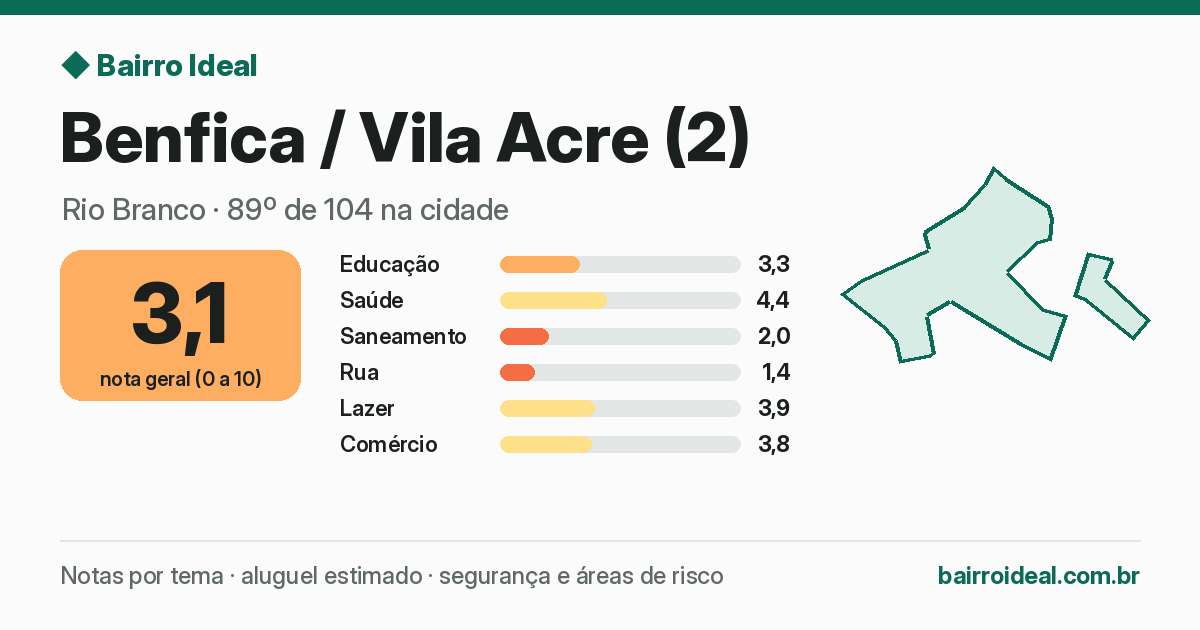 Bairro Ideal
Benfica / Vila Acre (2)
Rio Branco · 89º de 104 na cidade
3,1
nota geral (0 a 10)
Educação 3,3
Saúde 4,4
Saneamento 2,0
Rua 1,4
Lazer 3,9
Comércio 3,8
Notas por tema · aluguel estimado · segurança e áreas de risco
bairroideal.com.br